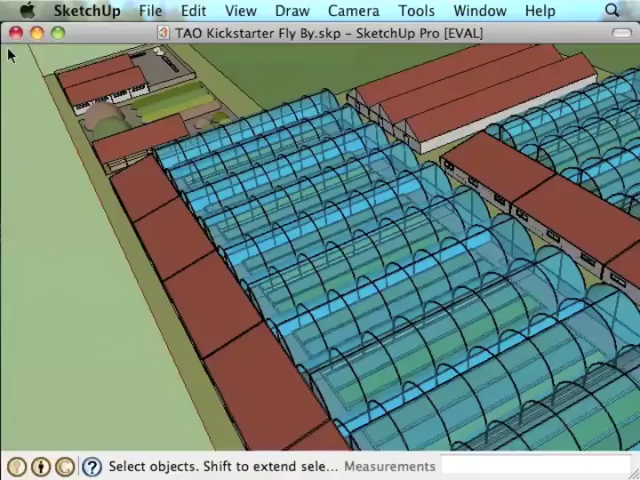 SketchUp File Edit View Draw Camera Tools Window Help
TAO Kickstarter Fly By.skp - SketchUp Pro [EVAL]
Select objects. Shift to extend sele... Measurements